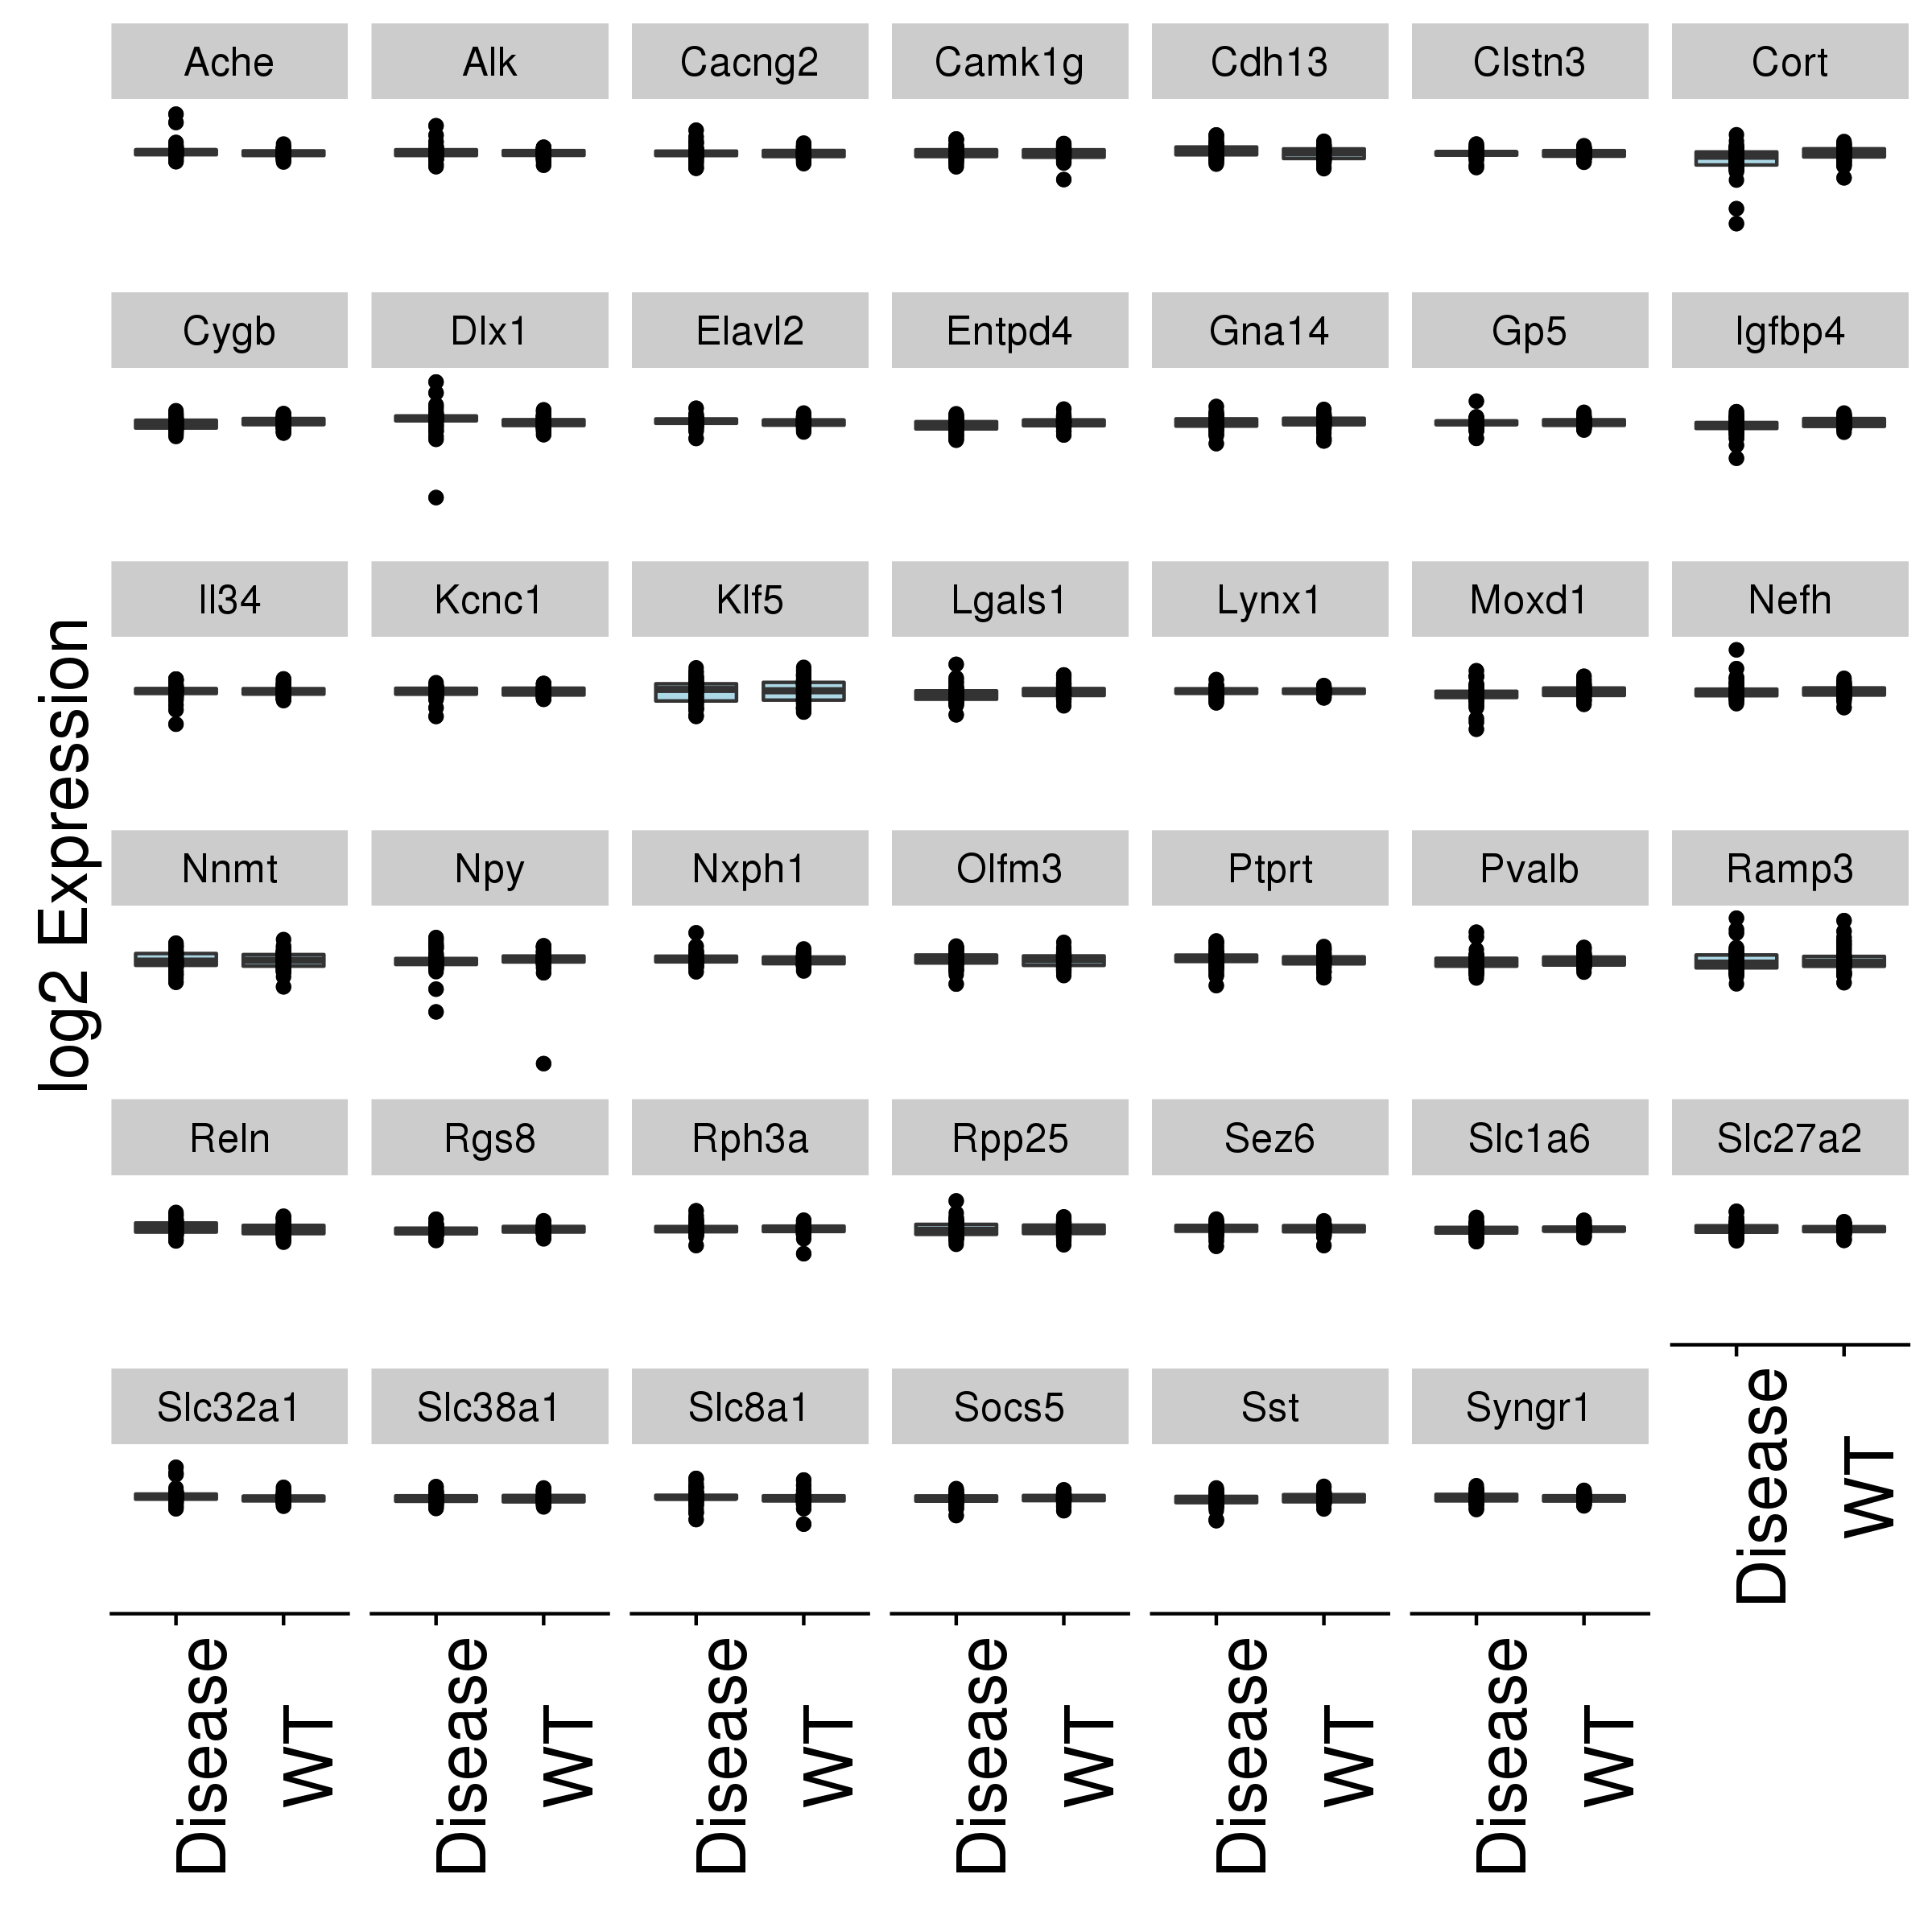 Ache Alk Cacng2 Camk1g Cdh13 Clstn3 Cort
Cygb Dlx1 Elavl2 Entpd4 Gna14 Gp5 Igfbp4
Il34 Kcnc1 Klf5 Lgals1 Lynx1 Moxd1 Nefh
log2 Expression
Nnmt Npy Nxph1 Olfm3 Ptprt Pvalb Ramp3
Reln Rgs8 Rph3a Rpp25 Sez6 Slc1a6 Slc27a2
Slc32a1 Slc38a1 Slc8a1 Socs5 Sst Syngr1
Disease WT
Disease WT Disease WT Disease WT Disease WT Disease WT Disease WT